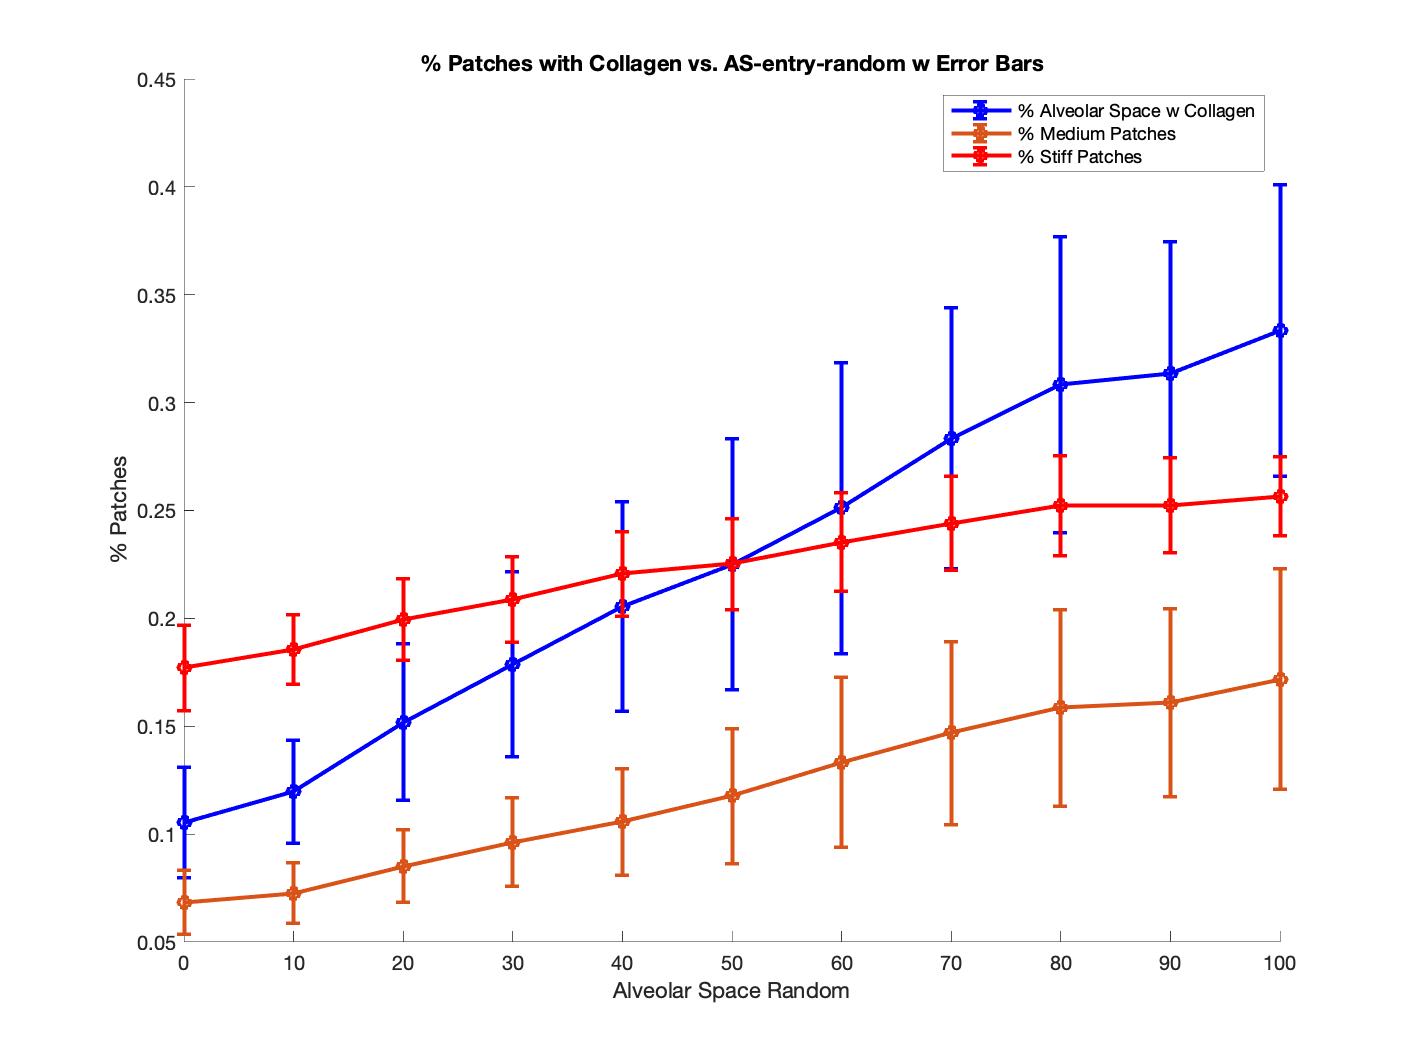 % Patches with Collagen vs. AS-entry-random w Error Bars
% Alveolar Space w Collagen
% Medium Patches
% Stiff Patches
% Patches
0.45
0.4
0.35
0.3
0.25
0.2
0.15
0.1
0.05
0 10 20 30 40 50 60 70 80 90 100
Alveolar Space Random